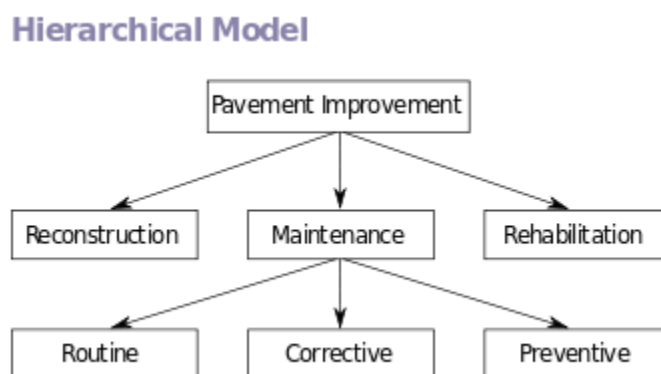 Hierarchical Model
Pavement Improvement
Reconstruction
Maintenance
Rehabilitation
Routine
Corrective
Preventive